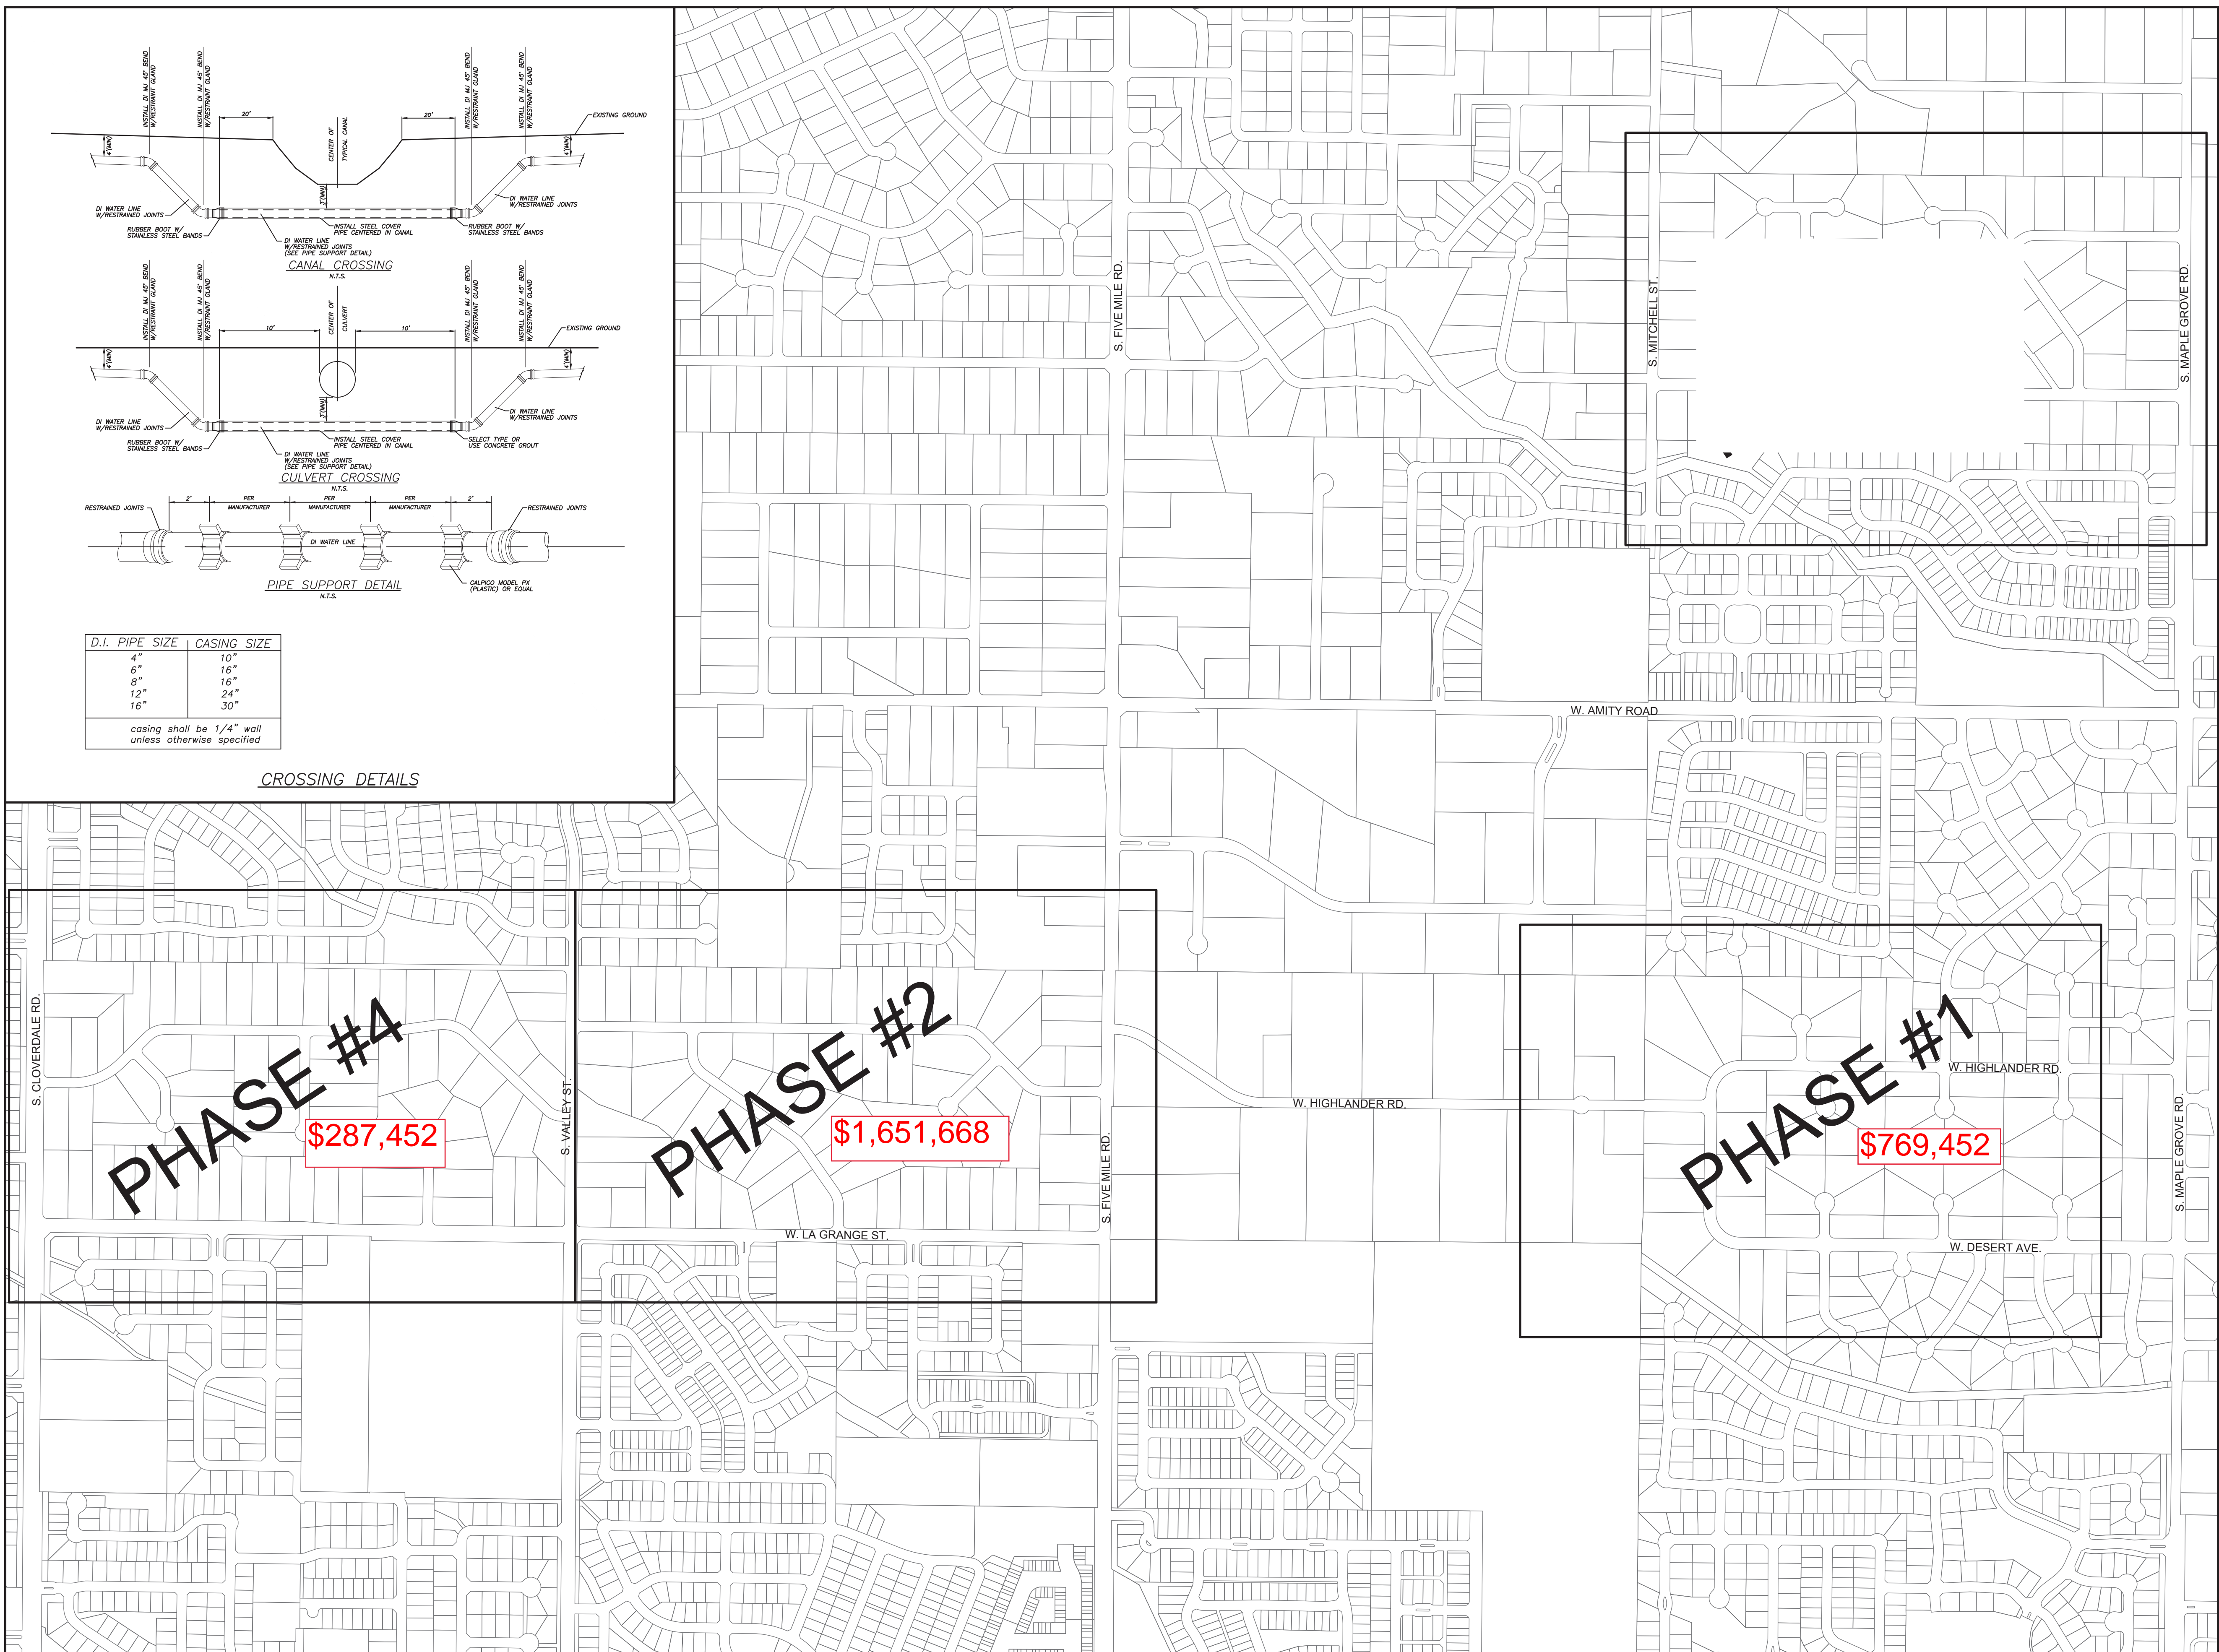 INSTALL DI MJ 45° BEND
W/RESTRAINT GLAND
INSTALL DI MJ 45° BEND
W/RESTRAINT GLAND
20'
CENTER OF
TYPICAL CANAL
20'
INSTALL DI MJ 45° BEND
W/RESTRAINT GLAND
INSTALL DI MJ 45° BEND
W/RESTRAINT GLAND
EXISTING GROUND
4'(MIN)
4'(MIN)
3'(MIN)
DI WATER LINE
W/RESTRAINED JOINTS
DI WATER LINE
W/RESTRAINED JOINTS
RUBBER BOOT W/
STAINLESS STEEL BANDS
INSTALL STEEL COVER
PIPE CENTERED IN CANAL
RUBBER BOOT W/
STAINLESS STEEL BANDS
DI WATER LINE
W/RESTRAINED JOINTS
(SEE PIPE SUPPORT DETAIL)
CANAL CROSSING
N.T.S.
INSTALL DI MJ 45° BEND
W/RESTRAINT GLAND
INSTALL DI MJ 45° BEND
W/RESTRAINT GLAND
10'
CENTER OF
CULVERT
10'
INSTALL DI MJ 45° BEND
W/RESTRAINT GLAND
INSTALL DI MJ 45° BEND
W/RESTRAINT GLAND
EXISTING GROUND
4'(MIN)
4'(MIN)
3'(MIN)
DI WATER LINE
W/RESTRAINED JOINTS
DI WATER LINE
W/RESTRAINED JOINTS
RUBBER BOOT W/
STAINLESS STEEL BANDS
INSTALL STEEL COVER
PIPE CENTERED IN CANAL
SELECT TYPE OR
USE CONCRETE GROUT
DI WATER LINE
W/RESTRAINED JOINTS
(SEE PIPE SUPPORT DETAIL)
CULVERT CROSSING
N.T.S.
RESTRAINED JOINTS
2'
PER
MANUFACTURER
PER
MANUFACTURER
PER
MANUFACTURER
2'
RESTRAINED JOINTS
DI WATER LINE
CALPICO MODEL PX
(PLASTIC) OR EQUAL
PIPE SUPPORT DETAIL
N.T.S.
D.I. PIPE SIZE CASING SIZE
4" 10"
6" 16"
8" 16"
12" 24"
16" 30"
casing shall be 1/4" wall
unless otherwise specified
CROSSING DETAILS
S. FIVE MILE RD.
S. MITCHELL ST.
S. MAPLE GROVE RD.
W. AMITY ROAD
S. CLOVERDALE RD.
PHASE #4
$287,452
S. VALLEY ST.
PHASE #2
$1,651,668
S. FIVE MILE RD.
W. LA GRANGE ST.
W. HIGHLANDER RD.
PHASE #1
$769,452
W. HIGHLANDER RD.
S. MAPLE GROVE RD.
W. DESERT AVE.